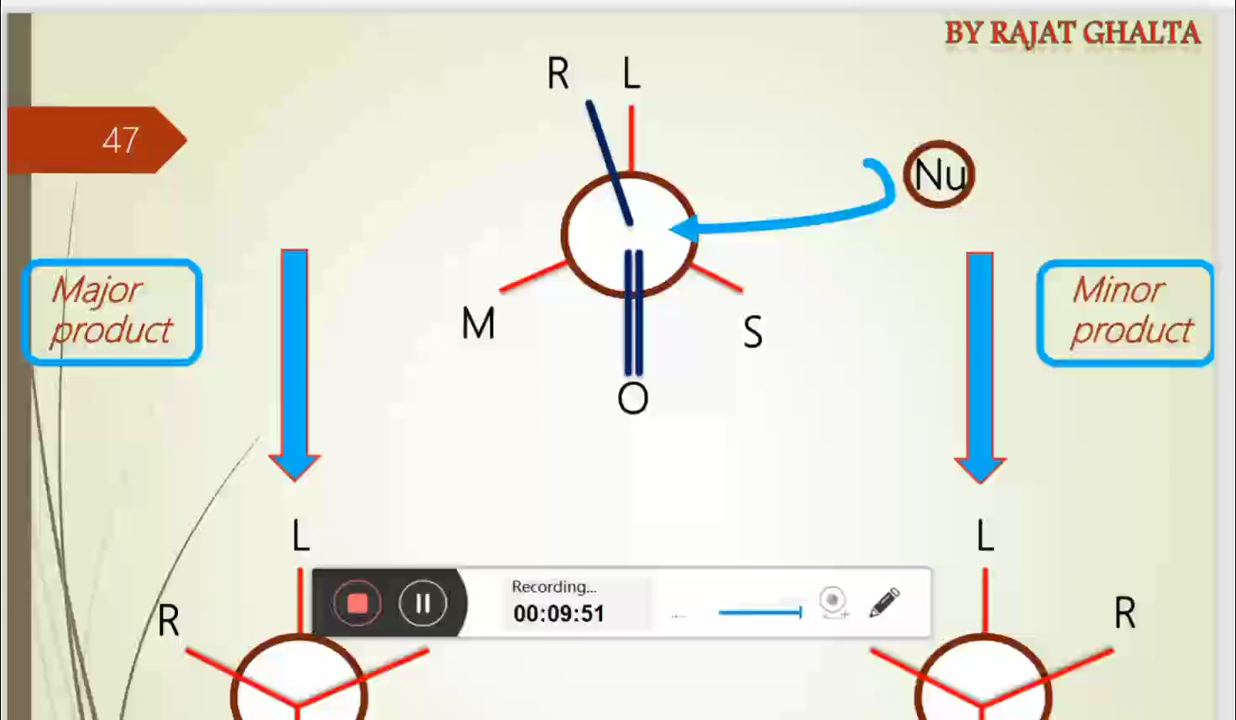 BY RAJAT GHALTA
R L
47
Nu
Major
product
Minor
product
M
S
O
L
L
Recording...
00:09:51
R
R